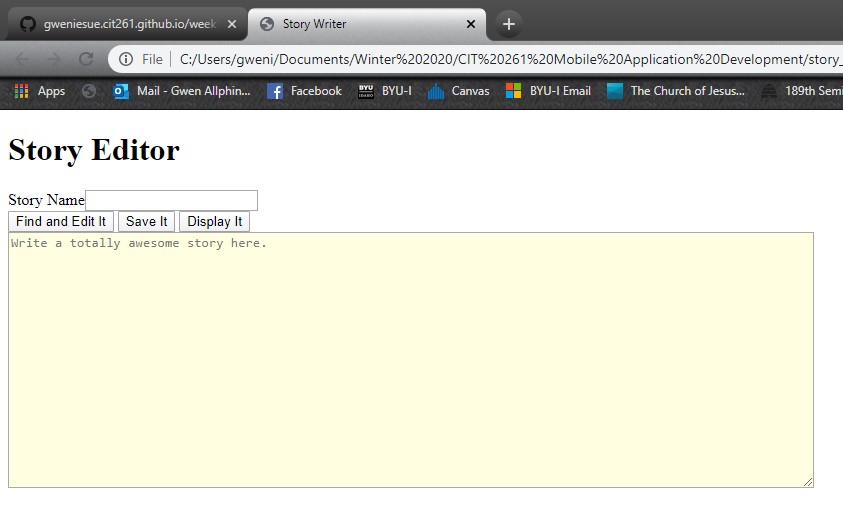 gweniesue.cit261.github.io/week Story Writer
File C:/Users/gweni/Documents/Winter%202020/CIT%20261%20Mobile%20Application%20Development/story_
Apps Mail - Gwen Allphin... Facebook BYU-I Canvas BYU-I Email The Church of Jesus... 189th Semi
Story Editor
Story Name
Find and Edit It Save It Display It
Write a totally awesome story here.